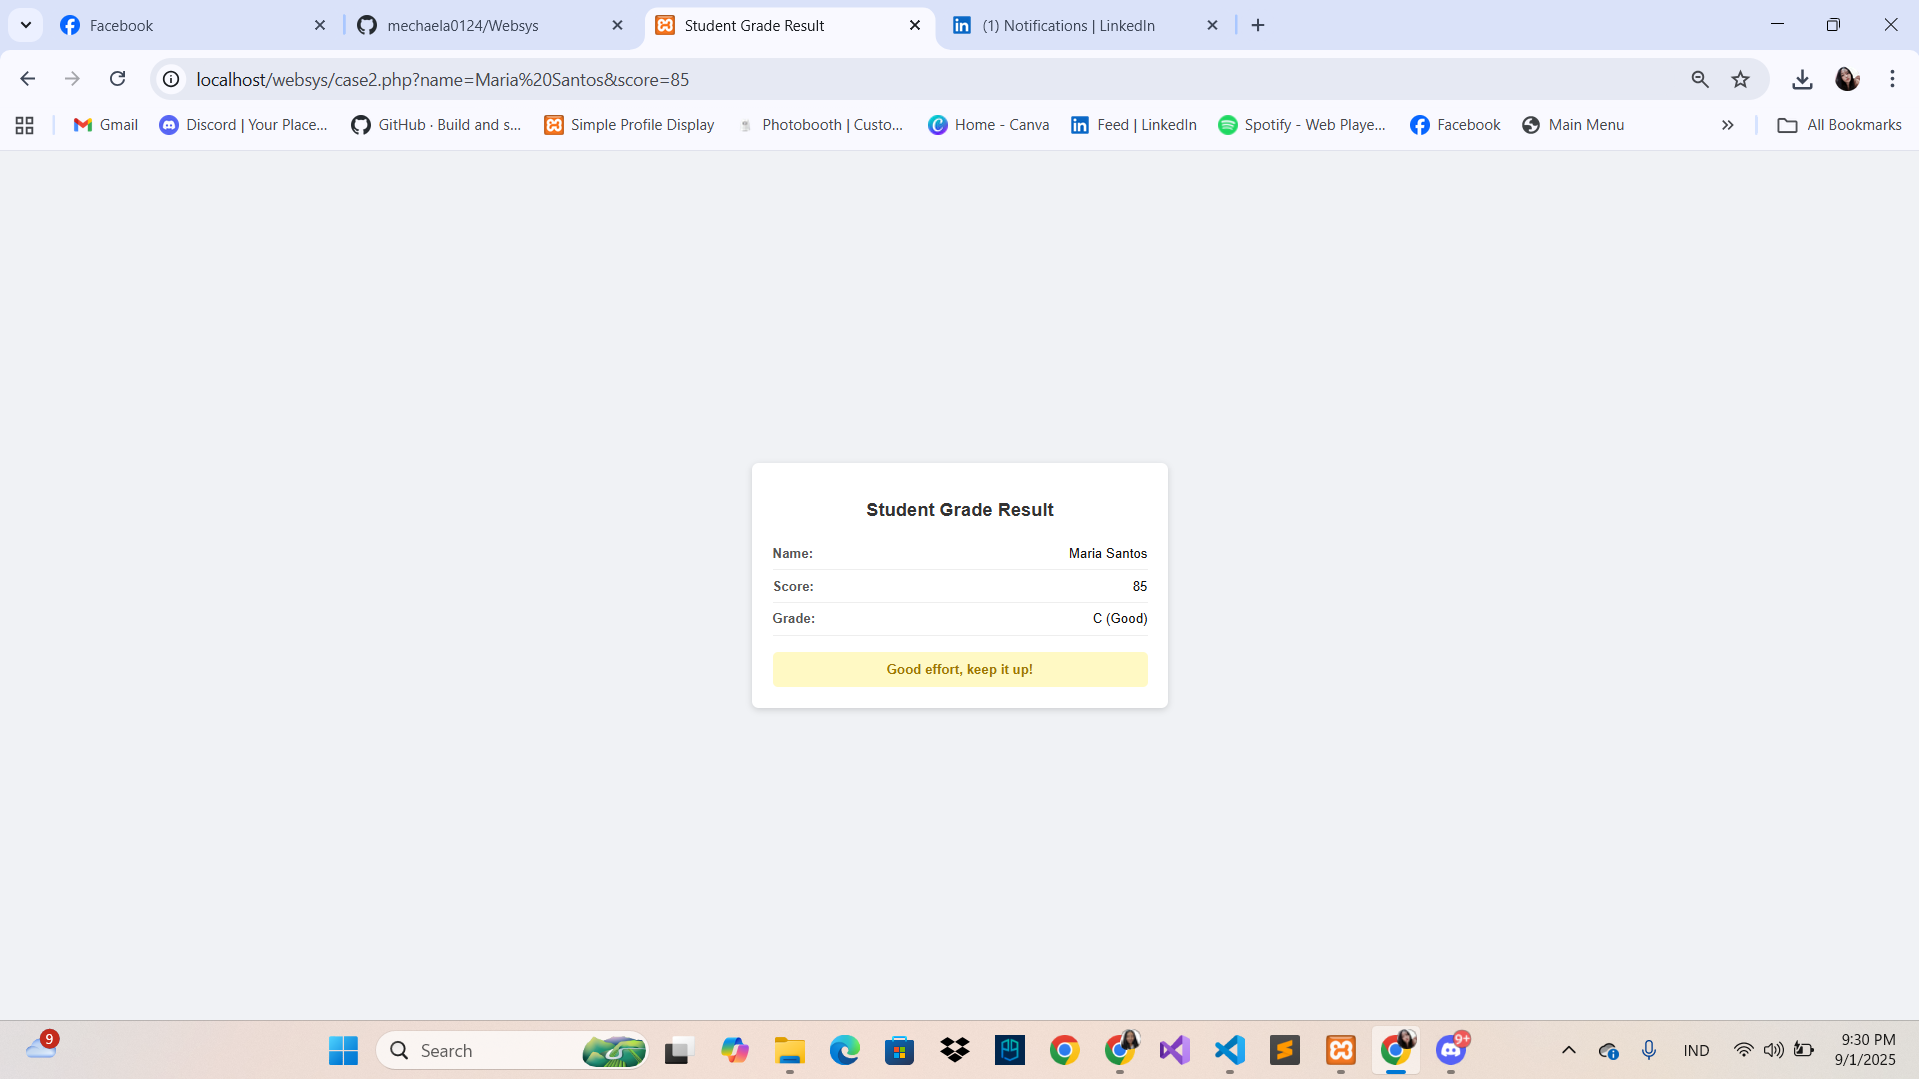 Facebook
mechaela0124/Websys
Student Grade Result
(1) Notifications | LinkedIn
localhost/websys/case2.php?name=Maria%20Santos&score=85
Gmail
Discord | Your Place...
GitHub · Build and s...
Simple Profile Display
Photobooth | Custo...
Home - Canva
Feed | LinkedIn
Spotify - Web Playe...
Facebook
Main Menu
All Bookmarks
Student Grade Result
Name: Maria Santos
Score: 85
Grade: C (Good)
Good effort, keep it up!
9
Search
9+
IND
9:30 PM
9/1/2025